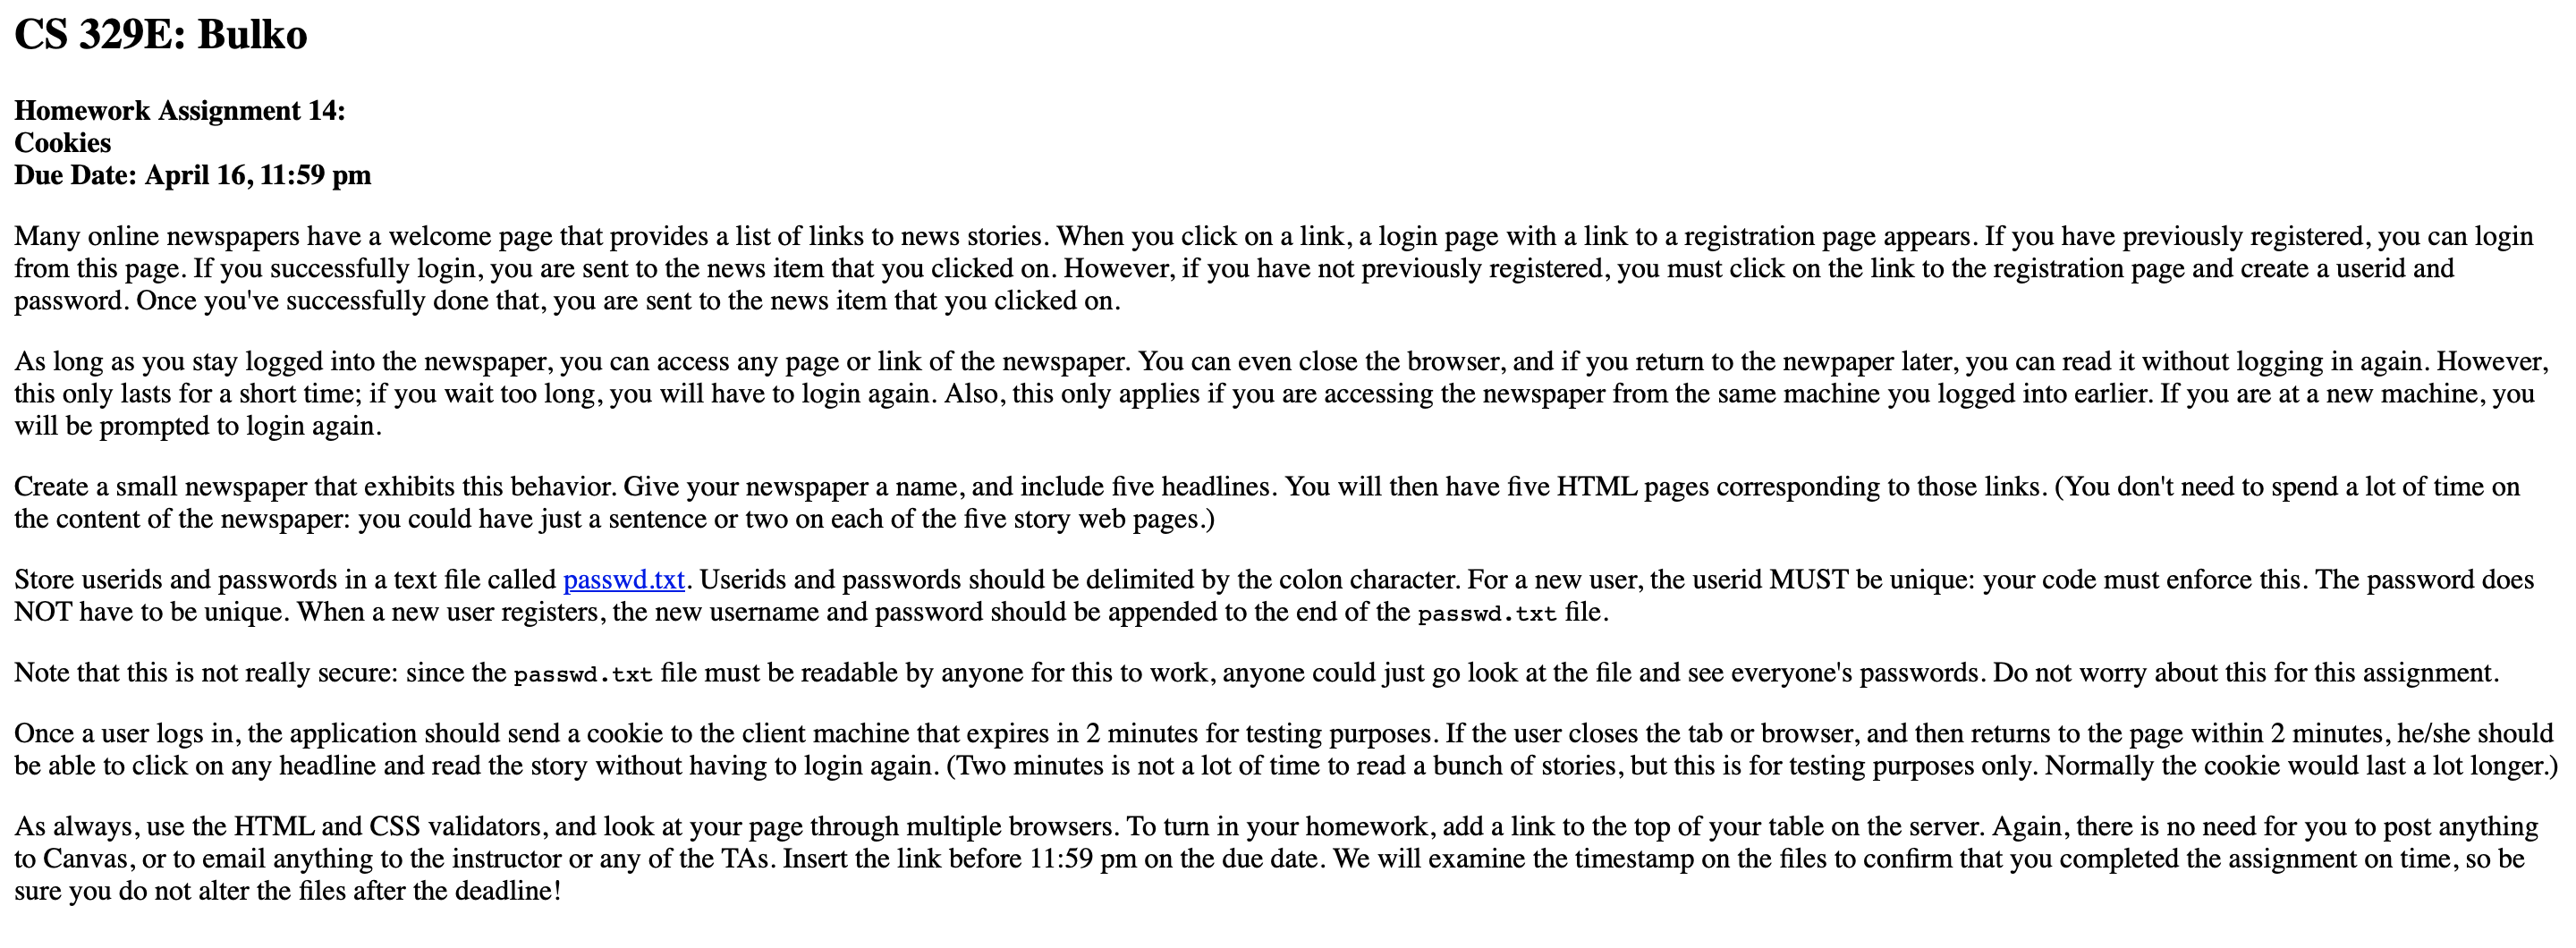 CS 329E: Bulko
Homework Assignment 14:
Cookies
Due Date: April 16, 11:59 pm
Many online newspapers have a welcome page that provides a list of links to news stories. When you click on a link, a login page with a link to a registration page appears. If you have previously registered, you can login
from this page. If you successfully login, you are sent to the news item that you clicked on. However, if you have not previously registered, you must click on the link to the registration page and create a userid and
password. Once you've successfully done that, you are sent to the news item that you clicked on.
As long as you stay logged into the newspaper, you can access any page or link of the newspaper. You can even close the browser, and if you return to the newpaper later, you can read it without logging in again. However,
this only lasts for a short time; if you wait too long, you will have to login again. Also, this only applies if you are accessing the newspaper from the same machine you logged into earlier. If you are at a new machine, you
will be prompted to login again.
Create a small newspaper that exhibits this behavior. Give your newspaper a name, and include five headlines. You will then have five HTML pages corresponding to those links. (You don't need to spend a lot of time on
the content of the newspaper: you could have just a sentence or two on each of the five story web pages.)
Store userids and passwords in a text file called passwd.txt. Userids and passwords should be delimited by the colon character. For a new user, the userid MUST be unique: your code must enforce this. The password does
NOT have to be unique. When a new user registers, the new username and password should be appended to the end of the passwd.txt file.
Note that this is not really secure: since the passwd.txt file must be readable by anyone for this to work, anyone could just go look at the file and see everyone's passwords. Do not worry about this for this assignment.
Once a user logs in, the application should send a cookie to the client machine that expires in 2 minutes for testing purposes. If the user closes the tab or browser, and then returns to the page within 2 minutes, he/she should
be able to click on any headline and read the story without having to login again. (Two minutes is not a lot of time to read a bunch of stories, but this is for testing purposes only. Normally the cookie would last a lot longer.)
As always, use the HTML and CSS validators, and look at your page through multiple browsers. To turn in your homework, add a link to the top of your table on the server. Again, there is no need for you to post anything
to Canvas, or to email anything to the instructor or any of the TAs. Insert the link before 11:59 pm on the due date. We will examine the timestamp on the files to confirm that you completed the assignment on time, so be
sure you do not alter the files after the deadline!